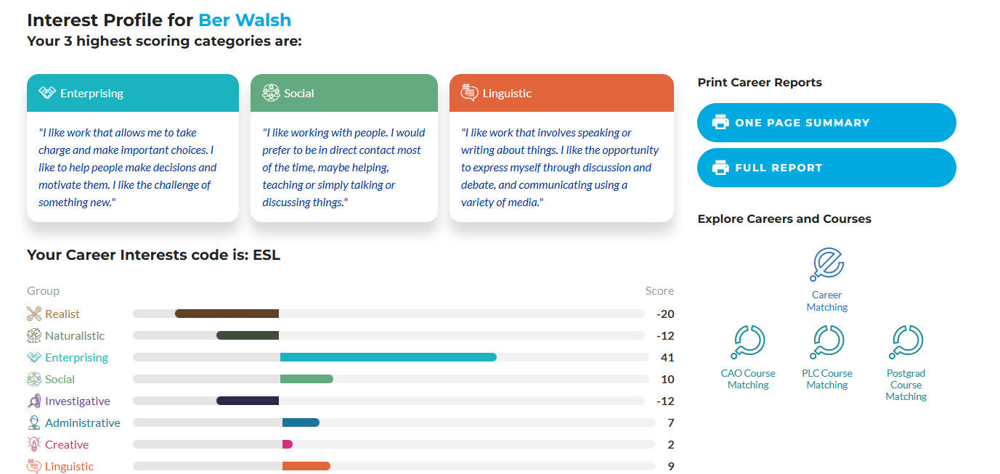 Interest Profile for Ber Walsh
Your 3 highest scoring categories are:
Enterprising
"I like work that allows me to take
charge and make important choices. I
like to help people make decisions and
motivate them. I like the challenge of
something new."
Social
"I like working with people. I would
prefer to be in direct contact most
of the time, maybe helping,
teaching or simply talking or
discussing things."
Linguistic
"I like work that involves speaking or
writing about things. I like the opportunity
to express myself through discussion and
debate, and communicating using a
variety of media."
Your Career Interests code is: ESL
Group Score
Realist -20
Naturalistic -12
Enterprising 41
Social 10
Investigative -12
Administrative 7
Creative 2
Linguistic 9
Print Career Reports
ONE PAGE SUMMARY
FULL REPORT
Explore Careers and Courses
Career
Matching
CAO Course
Matching
PLC Course
Matching
Postgrad
Course
Matching